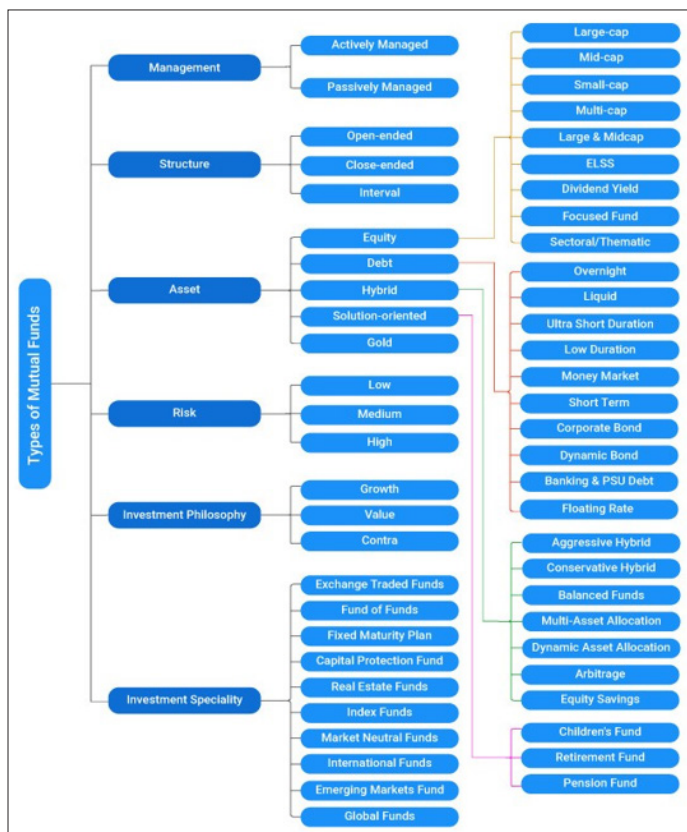 Types of Mutual Funds
Management
Actively Managed
Passively Managed
Structure
Open-ended
Close-ended
Interval
Asset
Equity
Debt
Hybrid
Solution-oriented
Gold
Risk
Low
Medium
High
Investment Philosophy
Growth
Value
Contra
Investment Speciality
Exchange Traded Funds
Fund of Funds
Fixed Maturity Plan
Capital Protection Fund
Real Estate Funds
Index Funds
Market Neutral Funds
International Funds
Emerging Markets Fund
Global Funds
Large-cap
Mid-cap
Small-cap
Multi-cap
Large & Midcap
ELSS
Dividend Yield
Focused Fund
Sectoral/Thematic
Overnight
Liquid
Ultra Short Duration
Low Duration
Money Market
Short Term
Corporate Bond
Dynamic Bond
Banking & PSU Debt
Floating Rate
Aggressive Hybrid
Conservative Hybrid
Balanced Funds
Multi-Asset Allocation
Dynamic Asset Allocation
Arbitrage
Equity Savings
Children's Fund
Retirement Fund
Pension Fund